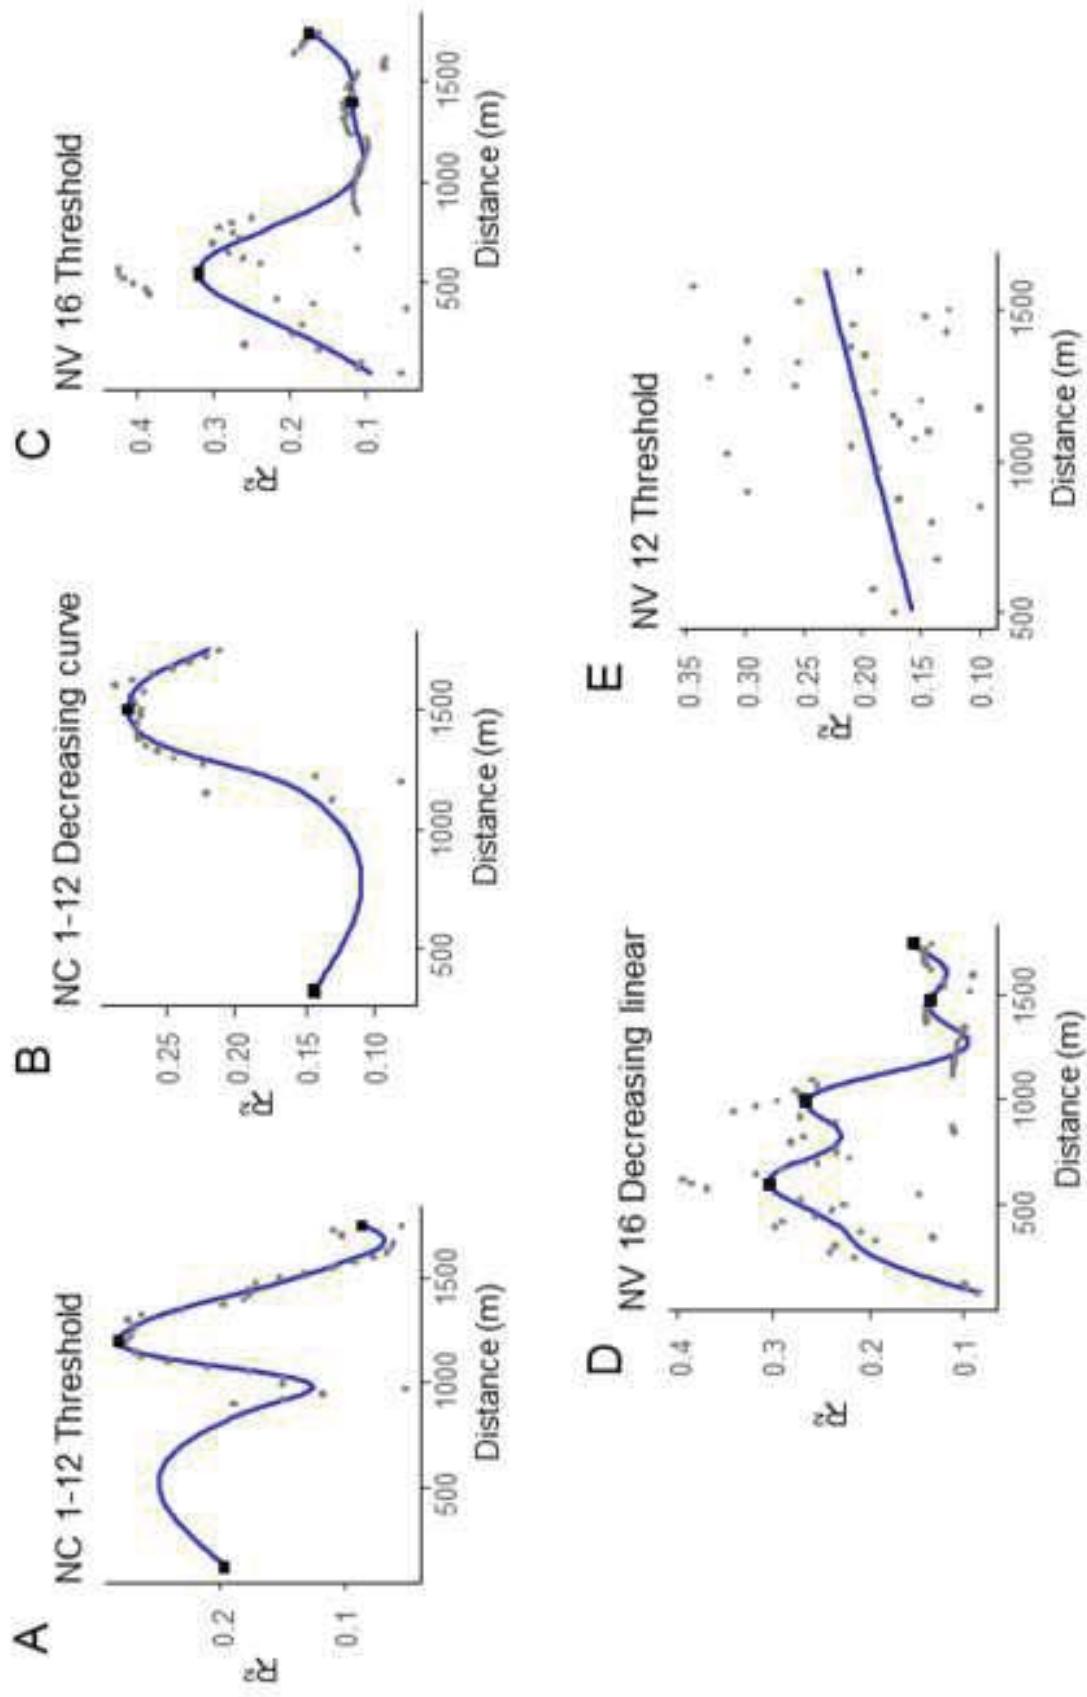 A
NC 1-12 Threshold
R²
0.2
0.1
500
1000
1500
Distance (m)
B
NC 1-12 Decreasing curve
R²
0.25
0.20
0.15
0.10
500
1000
1500
Distance (m)
C
NV 16 Threshold
R²
0.4
0.3
0.2
0.1
500
1000
1500
Distance (m)
D
NV 16 Decreasing linear
R²
0.4
0.3
0.2
0.1
500
1000
1500
Distance (m)
E
NV 12 Threshold
R²
0.35
0.30
0.25
0.20
0.15
0.10
500
1000
1500
Distance (m)